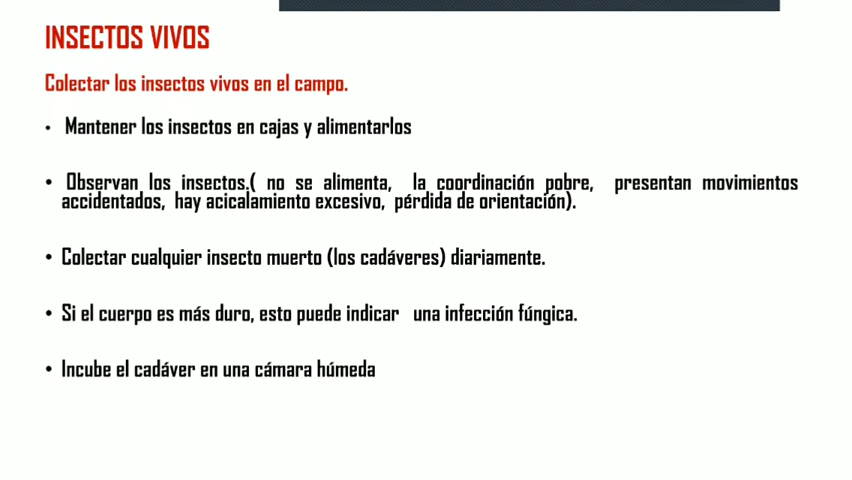 INSECTOS VIVOS
Colectar los insectos vivos en el campo.
• Mantener los insectos en cajas y alimentarlos
• Observan los insectos.( no se alimenta, la coordinación pobre, presentan movimientos
accidentados, hay acicalamiento excesivo, pérdida de orientación).
• Colectar cualquier insecto muerto (los cadáveres) diariamente.
• Si el cuerpo es más duro, esto puede indicar una infección fúngica.
• Incube el cadáver en una cámara húmeda